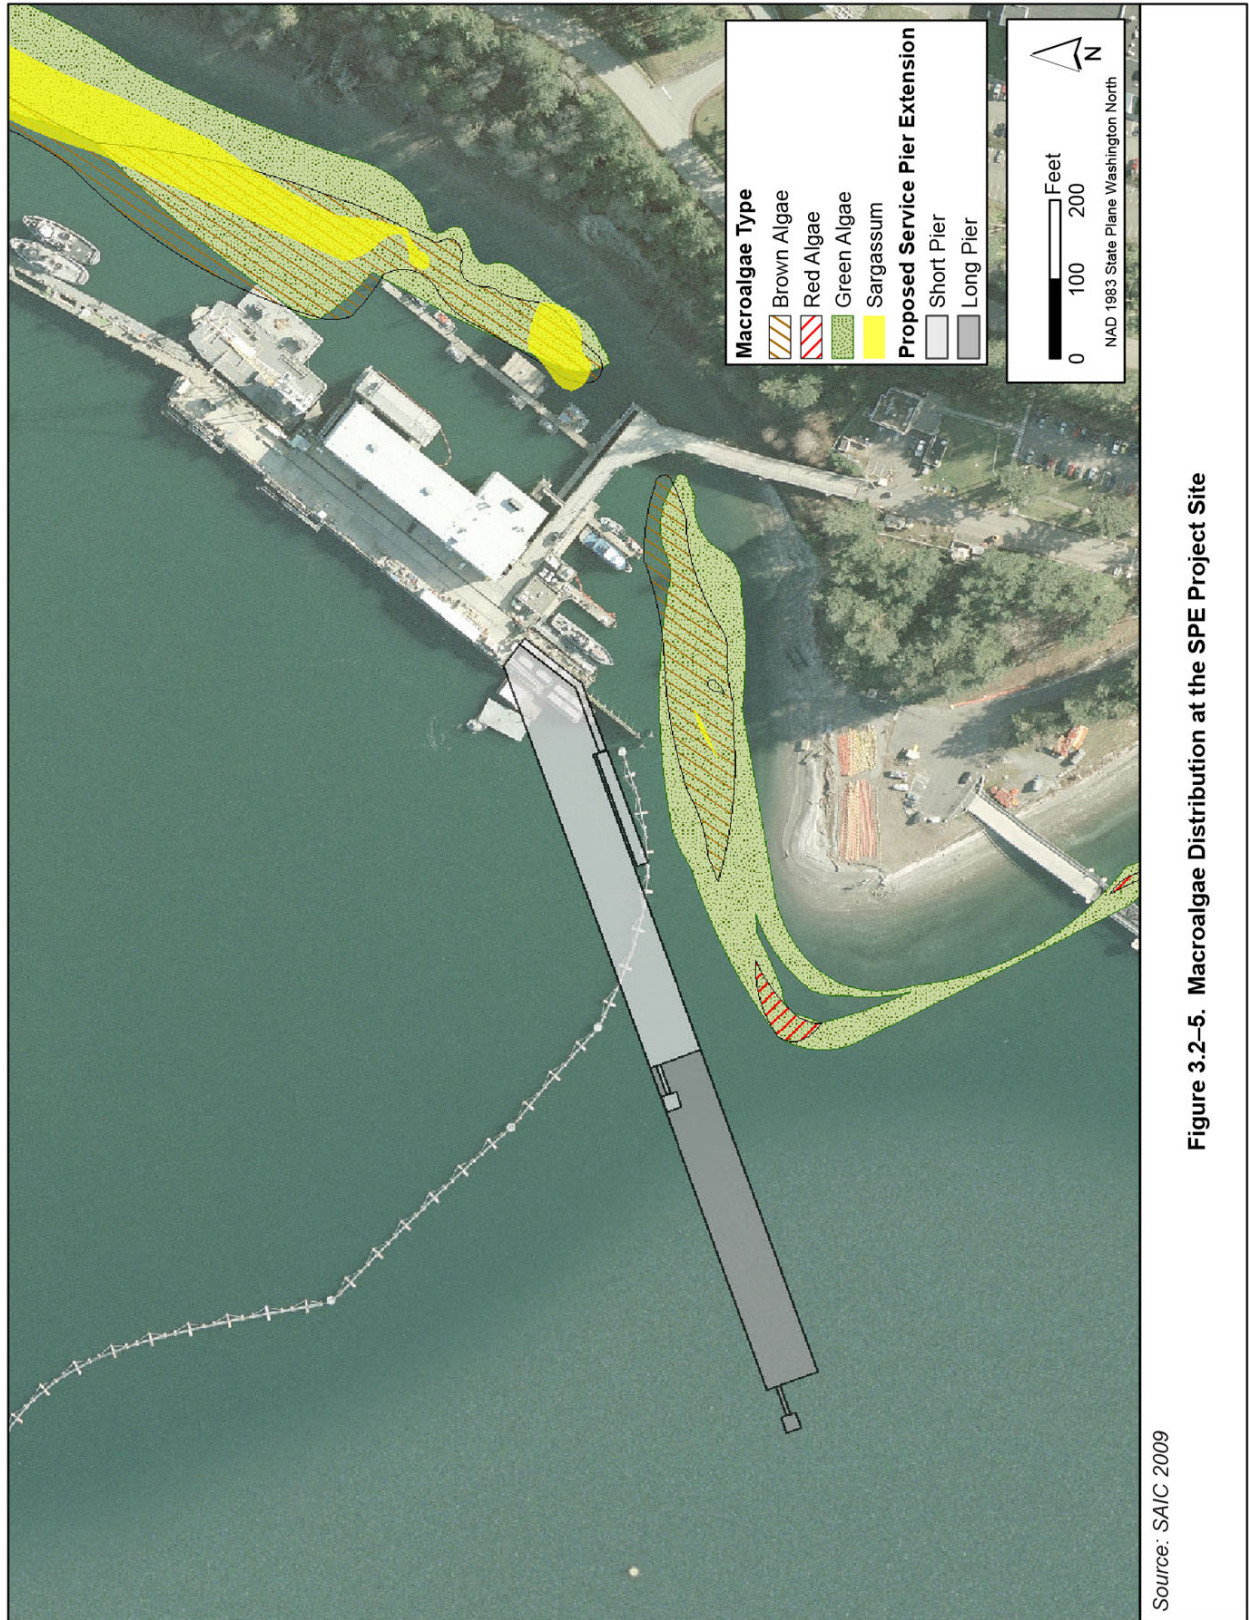 Macroalgae Type
Brown Algae
Red Algae
Green Algae
Sargassum
Proposed Service Pier Extension
Short Pier
Long Pier
N
0 100 200
Feet
NAD 1983 State Plane Washington North
Source: SAIC 2009
Figure 3.2–5. Macroalgae Distribution at the SPE Project Site